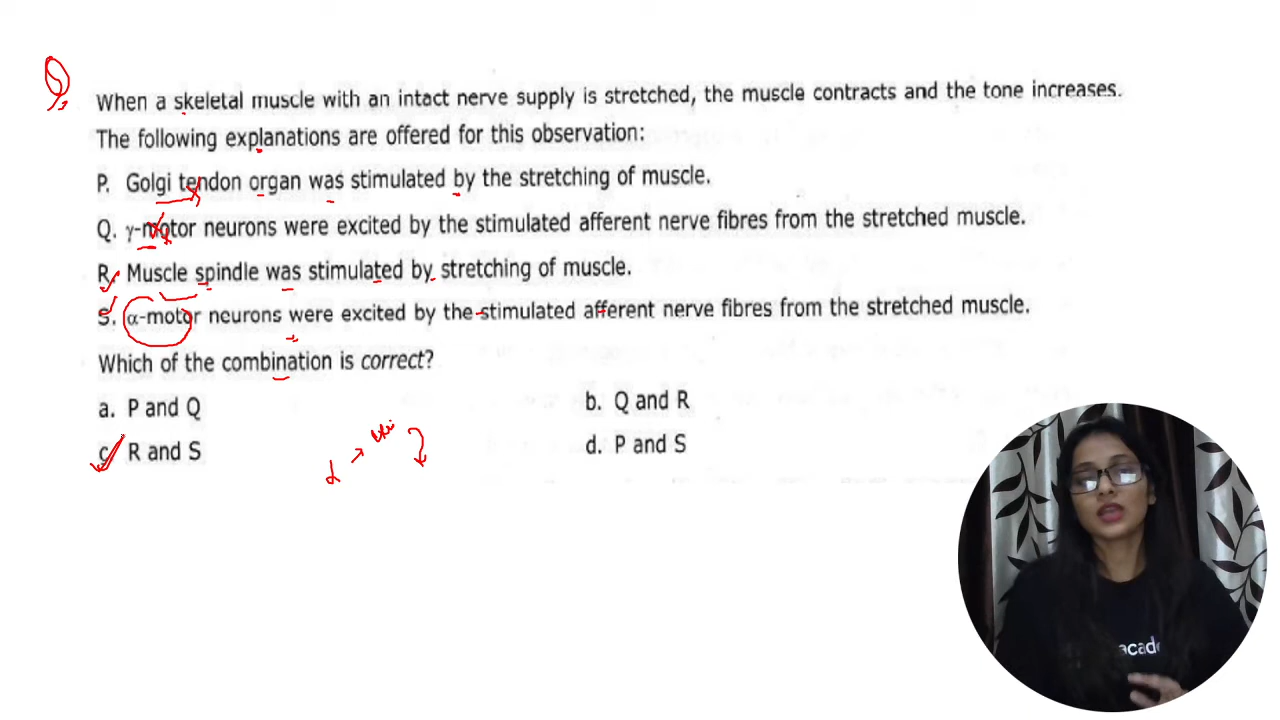 When a skeletal muscle with an intact nerve supply is stretched, the muscle contracts and the tone increases.
The following explanations are offered for this observation:
P. Golgi tendon organ was stimulated by the stretching of muscle.
Q. γ-motor neurons were excited by the stimulated afferent nerve fibres from the stretched muscle.
R. Muscle spindle was stimulated by stretching of muscle.
S. α-motor neurons were excited by the stimulated afferent nerve fibres from the stretched muscle.
Which of the combination is correct?
a. P and Q
b. Q and R
c. R and S
d. P and S
acade